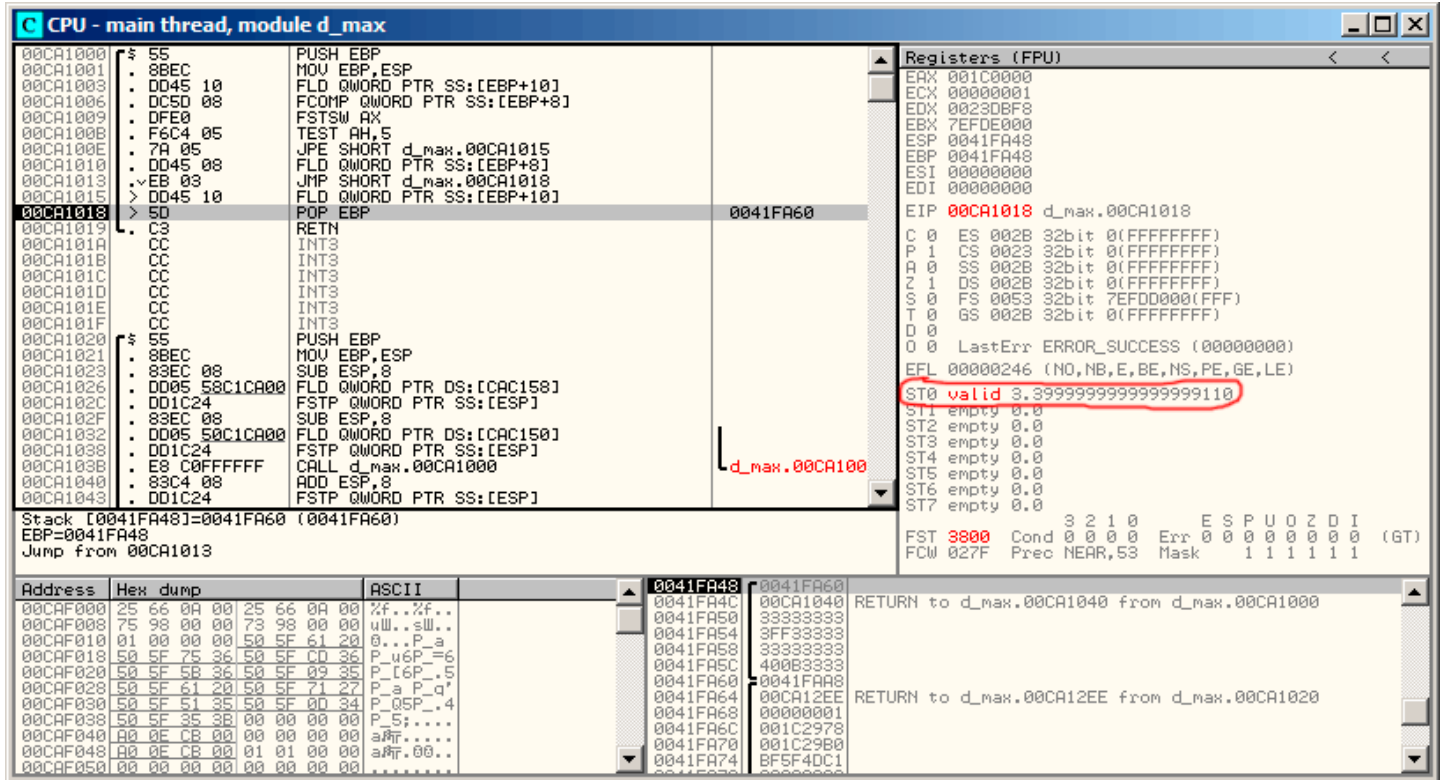 C CPU - main thread, module d_max
00CA1000 $ 55 PUSH EBP
00CA1001 . 8BEC MOV EBP,ESP
00CA1003 . DD45 10 FLD QWORD PTR SS:[EBP+10]
00CA1006 . DC5D 08 FCOMP QWORD PTR SS:[EBP+8]
00CA1009 . DFE0 FSTSW AX
00CA100B . F6C4 05 TEST AH,5
00CA100E . 7A 05 JPE SHORT d_max.00CA1015
00CA1010 . DD45 08 FLD QWORD PTR SS:[EBP+8]
00CA1013 .v EB 03 JMP SHORT d_max.00CA1018
00CA1015 > DD45 10 FLD QWORD PTR SS:[EBP+10]
00CA1018 > 5D POP EBP 0041FA60
00CA1019 . C3 RETN
00CA101A CC INT3
00CA101B CC INT3
00CA101C CC INT3
00CA101D CC INT3
00CA101E CC INT3
00CA101F CC INT3
00CA1020 $ 55 PUSH EBP
00CA1021 . 8BEC MOV EBP,ESP
00CA1023 . 83EC 08 SUB ESP,8
00CA1026 . DD05 58C1CA00 FLD QWORD PTR DS:[CAC158]
00CA102C . DD1C24 FSTP QWORD PTR SS:[ESP]
00CA102F . 83EC 08 SUB ESP,8
00CA1032 . DD05 50C1CA00 FLD QWORD PTR DS:[CAC150]
00CA1038 . DD1C24 FSTP QWORD PTR SS:[ESP]
00CA103B . E8 C0FFFFFF CALL d_max.00CA1000 d_max.00CA100
00CA1040 . 83C4 08 ADD ESP,8
00CA1043 . DD1C24 FSTP QWORD PTR SS:[ESP]
Stack [0041FA48]=0041FA60 (0041FA60)
EBP=0041FA48
Jump from 00CA1013
Registers (FPU) < <
EAX 001C0000
ECX 00000001
EDX 0023DBF8
EBX 7EFDE000
ESP 0041FA48
EBP 0041FA48
ESI 00000000
EDI 00000000
EIP 00CA1018 d_max.00CA1018
C 0 ES 002B 32bit 0(FFFFFFFF)
P 1 CS 0023 32bit 0(FFFFFFFF)
A 0 SS 002B 32bit 0(FFFFFFFF)
Z 1 DS 002B 32bit 0(FFFFFFFF)
S 0 FS 0053 32bit 7EFDD000(FFF)
T 0 GS 002B 32bit 0(FFFFFFFF)
D 0
O 0 LastErr ERROR_SUCCESS (00000000)
EFL 00000246 (NO,NB,E,BE,NS,PE,GE,LE)
ST0 valid 3.3999999999999999110
ST1 empty 0.0
ST2 empty 0.0
ST3 empty 0.0
ST4 empty 0.0
ST5 empty 0.0
ST6 empty 0.0
ST7 empty 0.0
3 2 1 0 E S P U O Z D I
FST 3800 Cond 0 0 0 0 Err 0 0 0 0 0 0 0 0 (GT)
FCW 027F Prec NEAR,53 Mask 1 1 1 1 1 1
Address Hex dump ASCII
00CAF000 25 66 0A 00 25 66 0A 00 %f..%f..
00CAF008 75 98 00 00 73 98 00 00 uШ..sШ..
00CAF010 01 00 00 00 50 5F 61 20 0...P_a
00CAF018 50 5F 75 36 50 5F CD 36 P_u6P_=6
00CAF020 50 5F 5B 36 50 5F 09 35 P_[6P_.5
00CAF028 50 5F 61 20 50 5F 71 27 P_a P_q'
00CAF030 50 5F 51 35 50 5F 0D 34 P_Q5P_.4
00CAF038 50 5F 35 3B 00 00 00 00 P_5;....
00CAF040 A0 0E CB 00 00 00 00 00
00CAF048 A0 0E CB 00 01 01 00 00
00CAF050 00 00 00 00 00 00 00 00 ........
0041FA48 0041FA60
0041FA4C 00CA1040 RETURN to d_max.00CA1040 from d_max.00CA1000
0041FA50 33333333
0041FA54 3FF33333
0041FA58 33333333
0041FA5C 400B3333
0041FA60 0041FAA8
0041FA64 00CA12EE RETURN to d_max.00CA12EE from d_max.00CA1020
0041FA68 00000001
0041FA6C 001C2978
0041FA70 001C29B0
0041FA74 BF5F4DC1